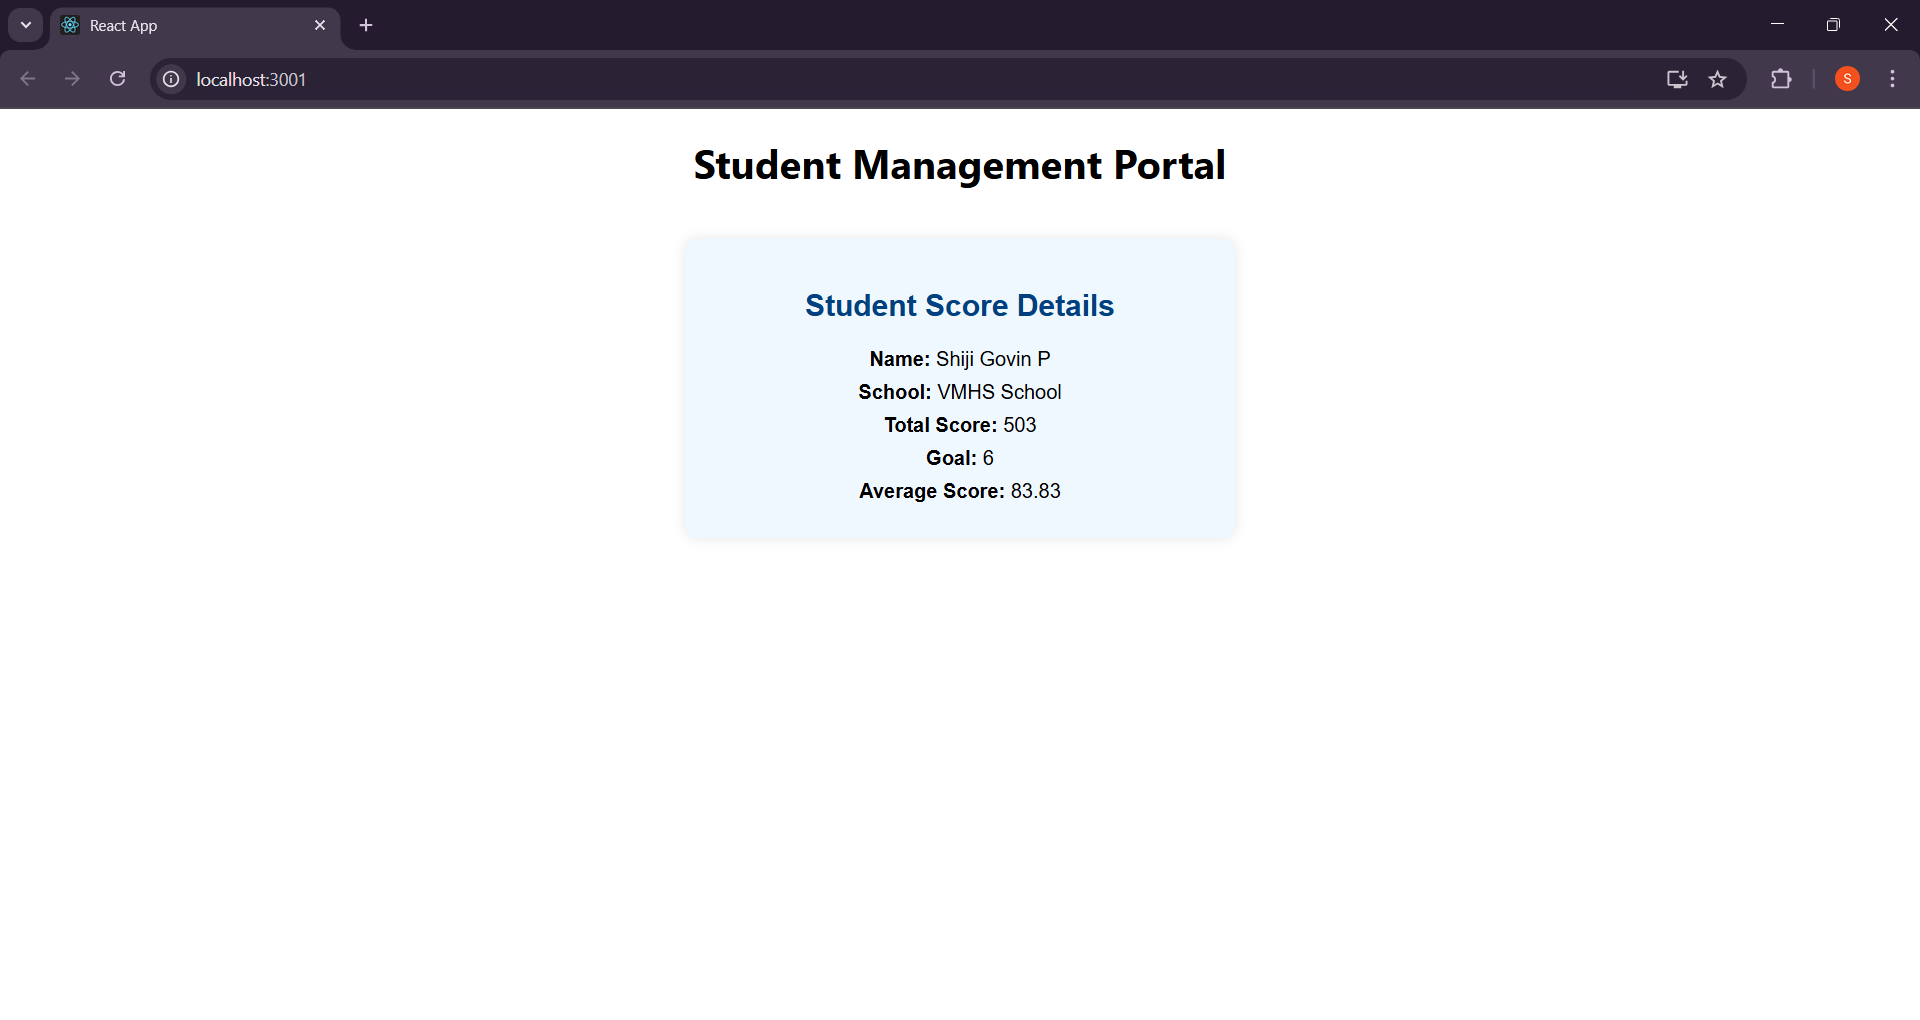 React App
localhost:3001
S
Student Management Portal
Student Score Details
Name: Shiji Govin P
School: VMHS School
Total Score: 503
Goal: 6
Average Score: 83.83